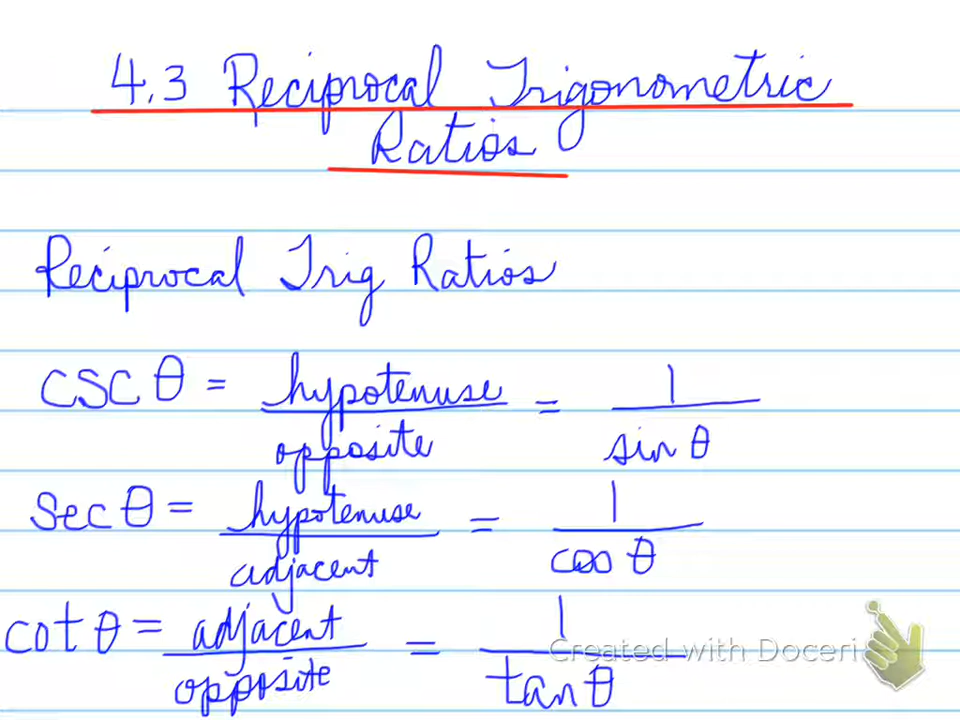 4.3 Reciprocal Trigonometric
Ratios
Reciprocal Trig Ratios
csc θ = hypotenuse / opposite = 1 / sin θ
sec θ = hypotenuse / adjacent = 1 / cos θ
cot θ = adjacent / opposite = 1 / tan θ
Created with Doceri